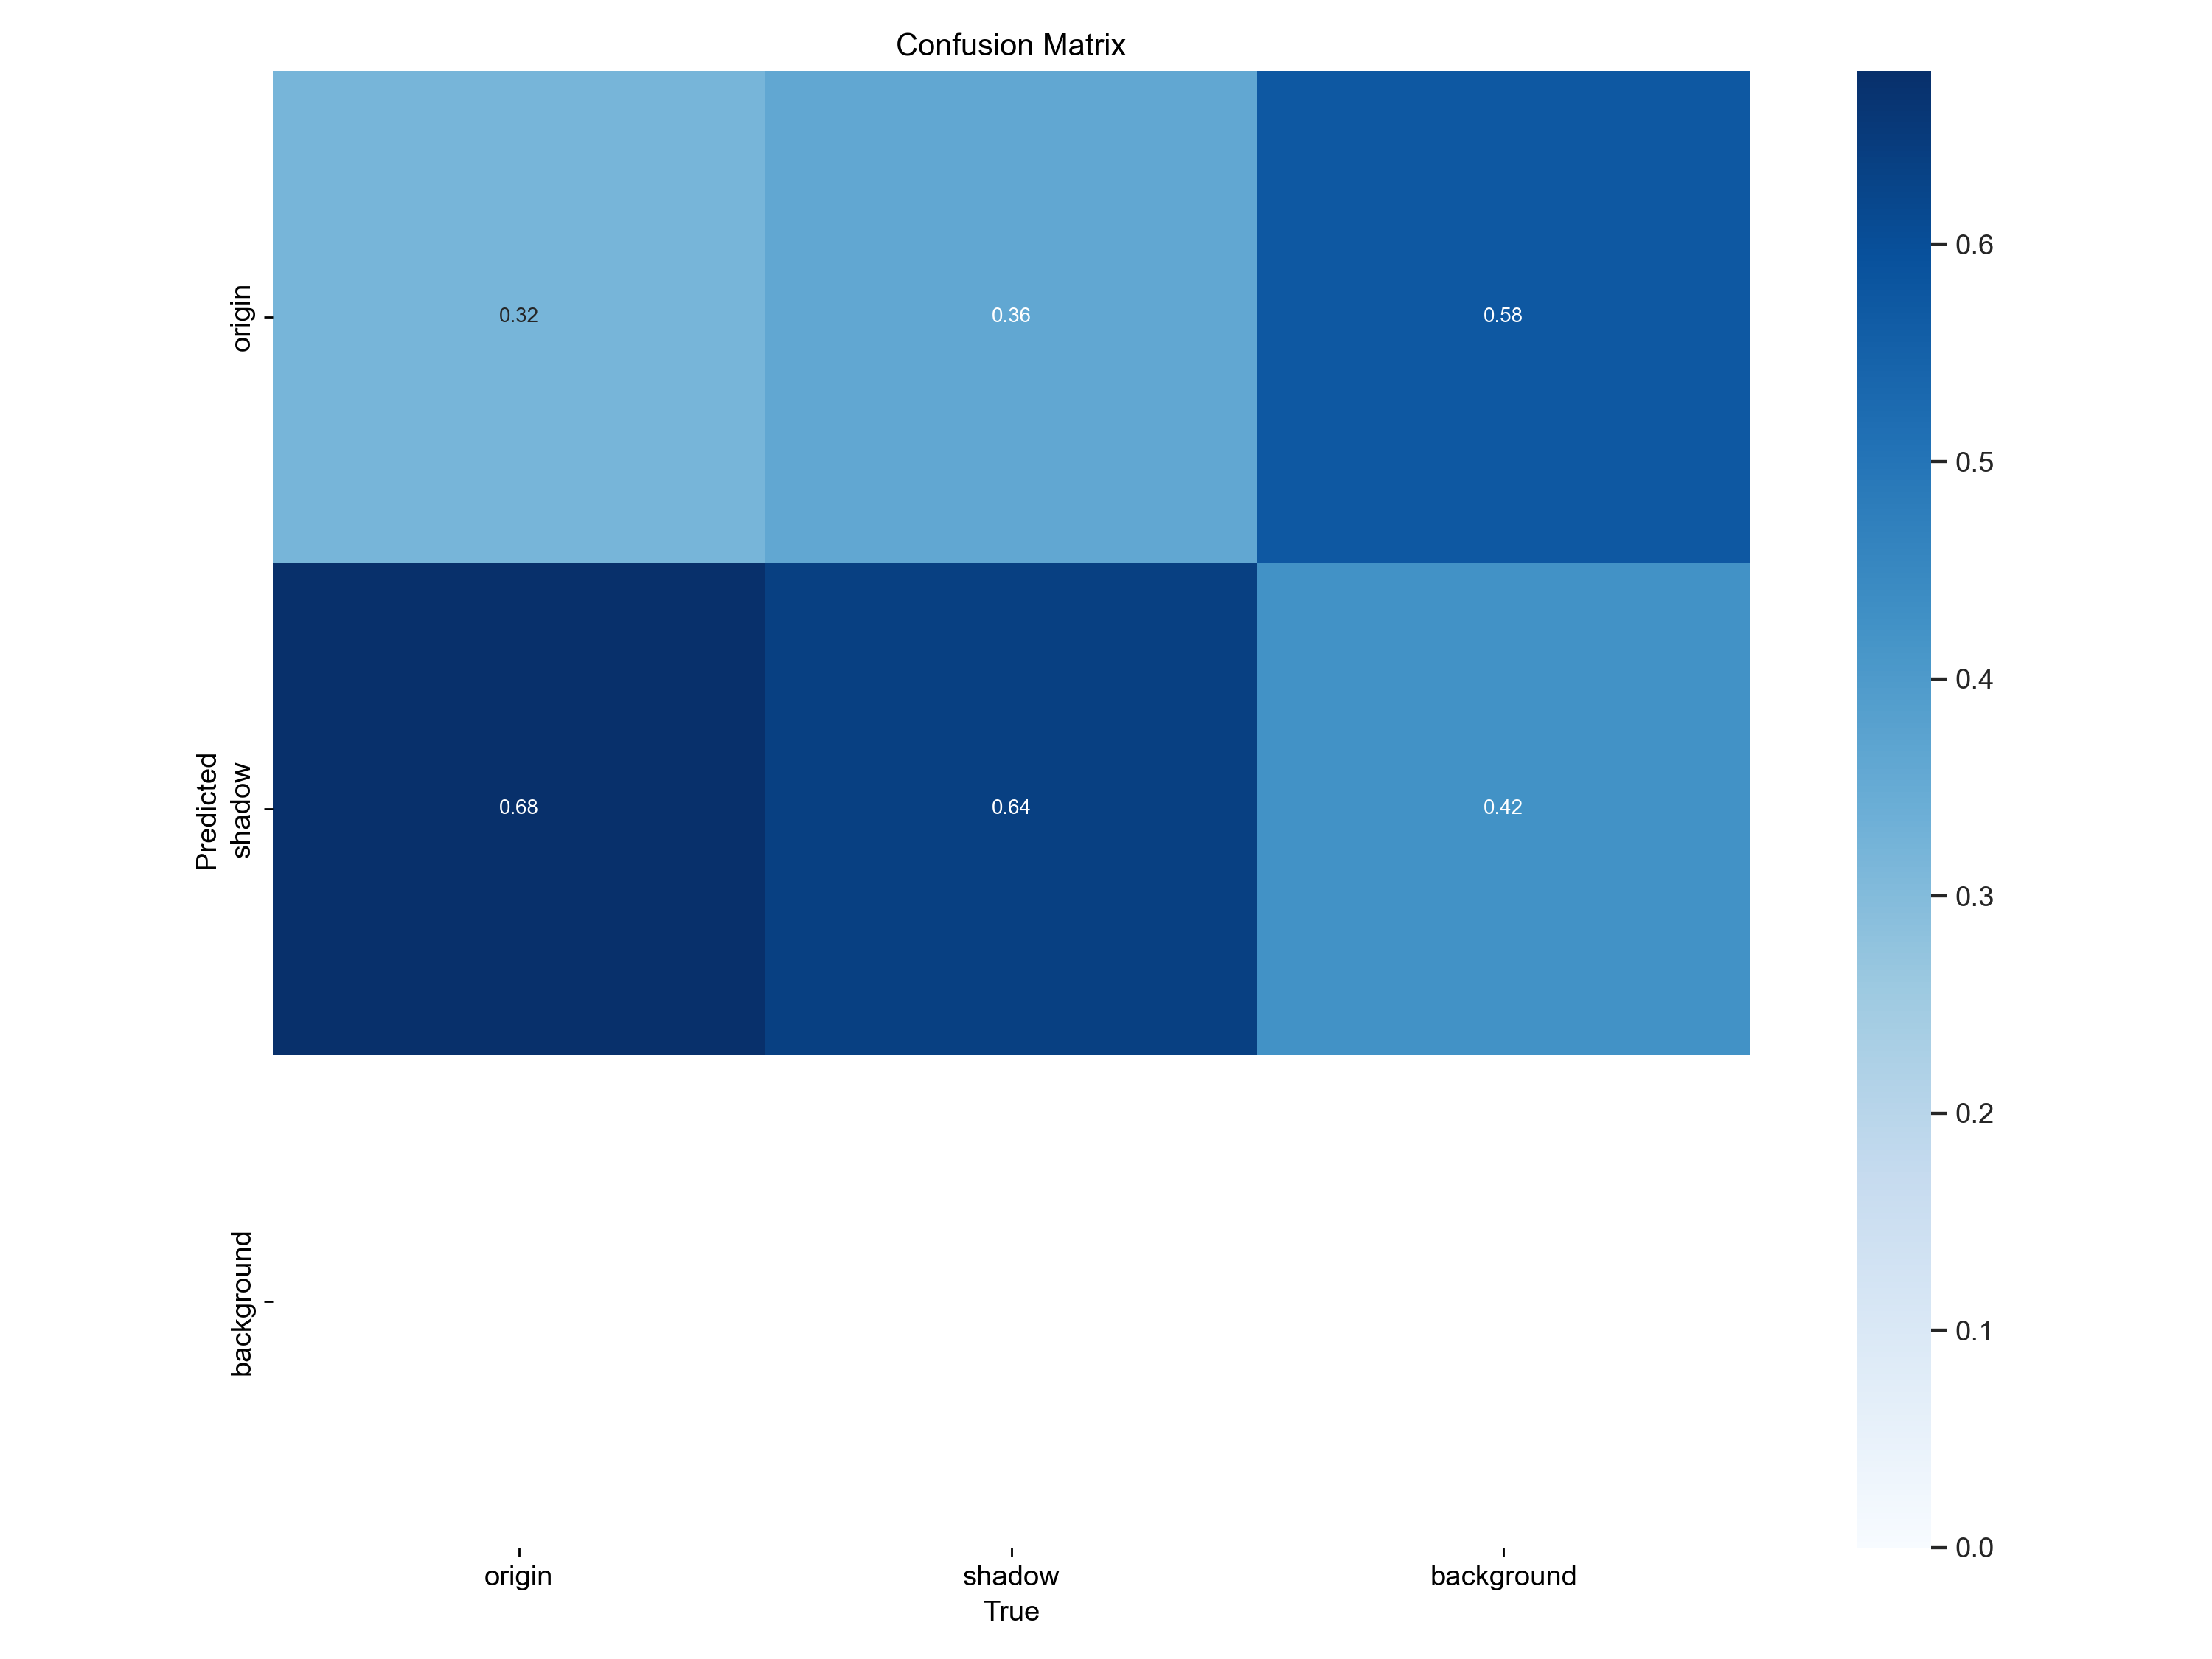 Confusion Matrix
origin
0.32
0.36
0.58
Predicted
shadow
0.68
0.64
0.42
background
origin
shadow
background
True
0.6
0.5
0.4
0.3
0.2
0.1
0.0